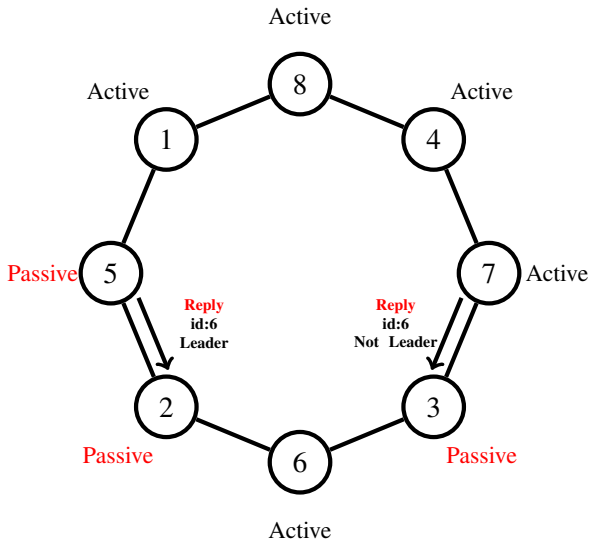 Active
8
Active
Active
1
4
Passive
5
7
Active
Reply
id:6
Leader
Reply
id:6
Not Leader
2
3
Passive
6
Passive
Active